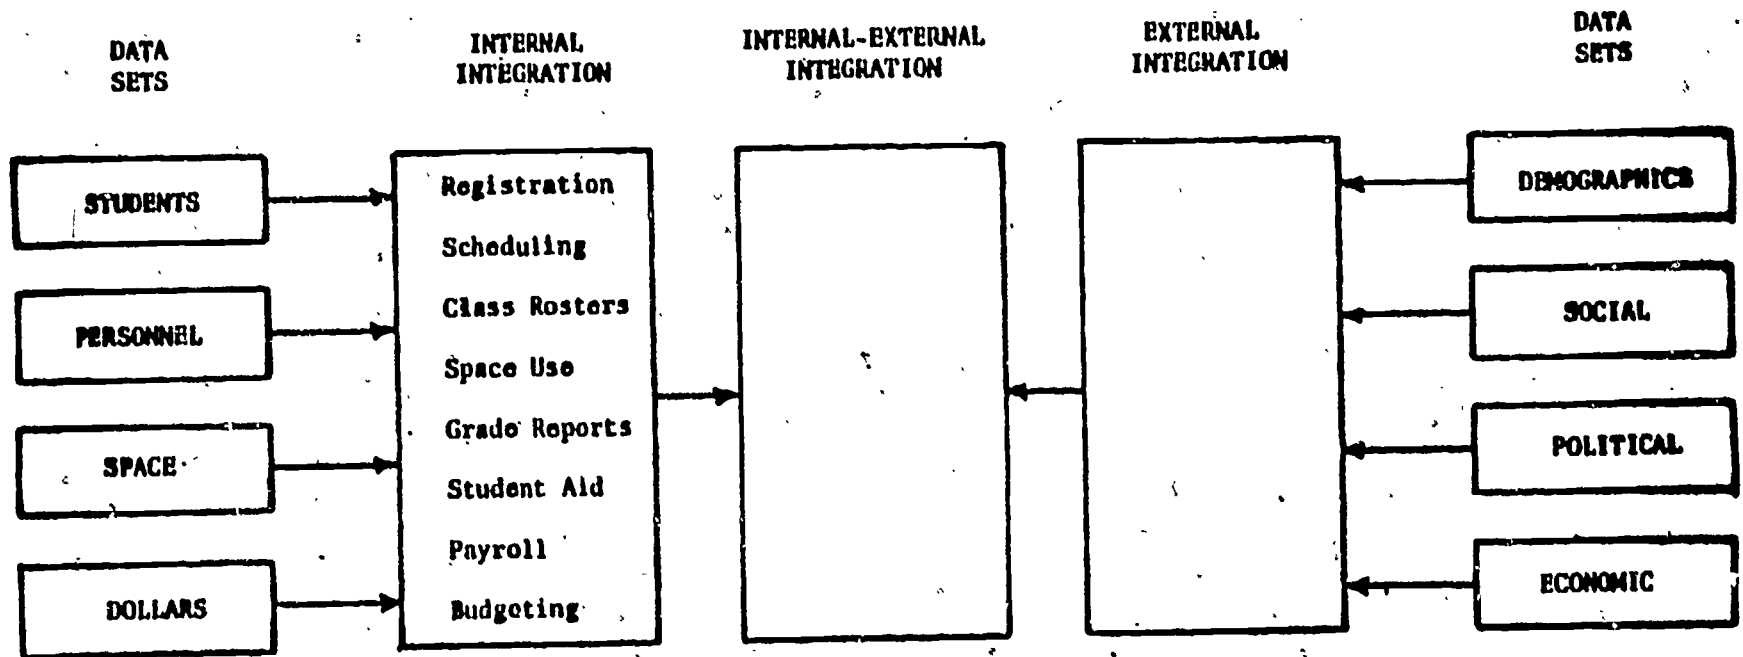 DATA
SETS
INTERNAL
INTEGRATION
INTERNAL-EXTERNAL
INTEGRATION
EXTERNAL
INTEGRATION
DATA
SETS
STUDENTS
PERSONNEL
SPACE
DOLLARS
Registration
Scheduling
Class Rosters
Space Use
Grade Reports
Student Aid
Payroll
Budgeting
DEMOGRAPHICS
SOCIAL
POLITICAL
ECONOMIC